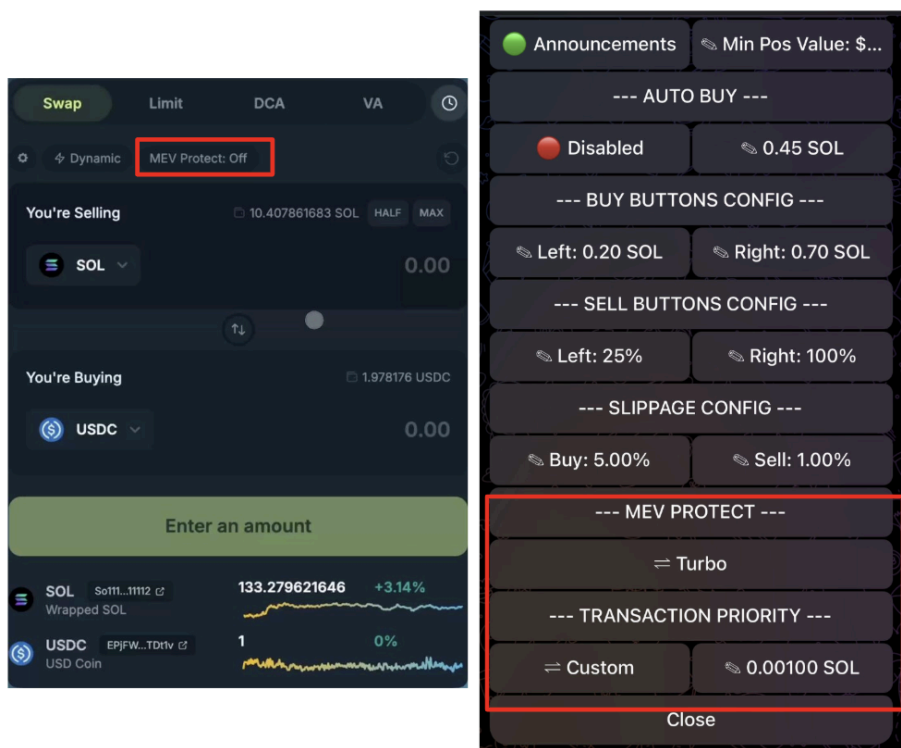 Swap Limit DCA VA
Dynamic MEV Protect: Off
You're Selling 10.407861683 SOL HALF MAX
SOL 0.00
You're Buying 1.978176 USDC
USDC 0.00
Enter an amount
SOL So111...11112 133.279621646 +3.14%
Wrapped SOL
USDC EPjFW...TDt1v 1 0%
USD Coin
Announcements Min Pos Value: $...
--- AUTO BUY ---
Disabled 0.45 SOL
--- BUY BUTTONS CONFIG ---
Left: 0.20 SOL Right: 0.70 SOL
--- SELL BUTTONS CONFIG ---
Left: 25% Right: 100%
--- SLIPPAGE CONFIG ---
Buy: 5.00% Sell: 1.00%
--- MEV PROTECT ---
Turbo
--- TRANSACTION PRIORITY ---
Custom 0.00100 SOL
Close